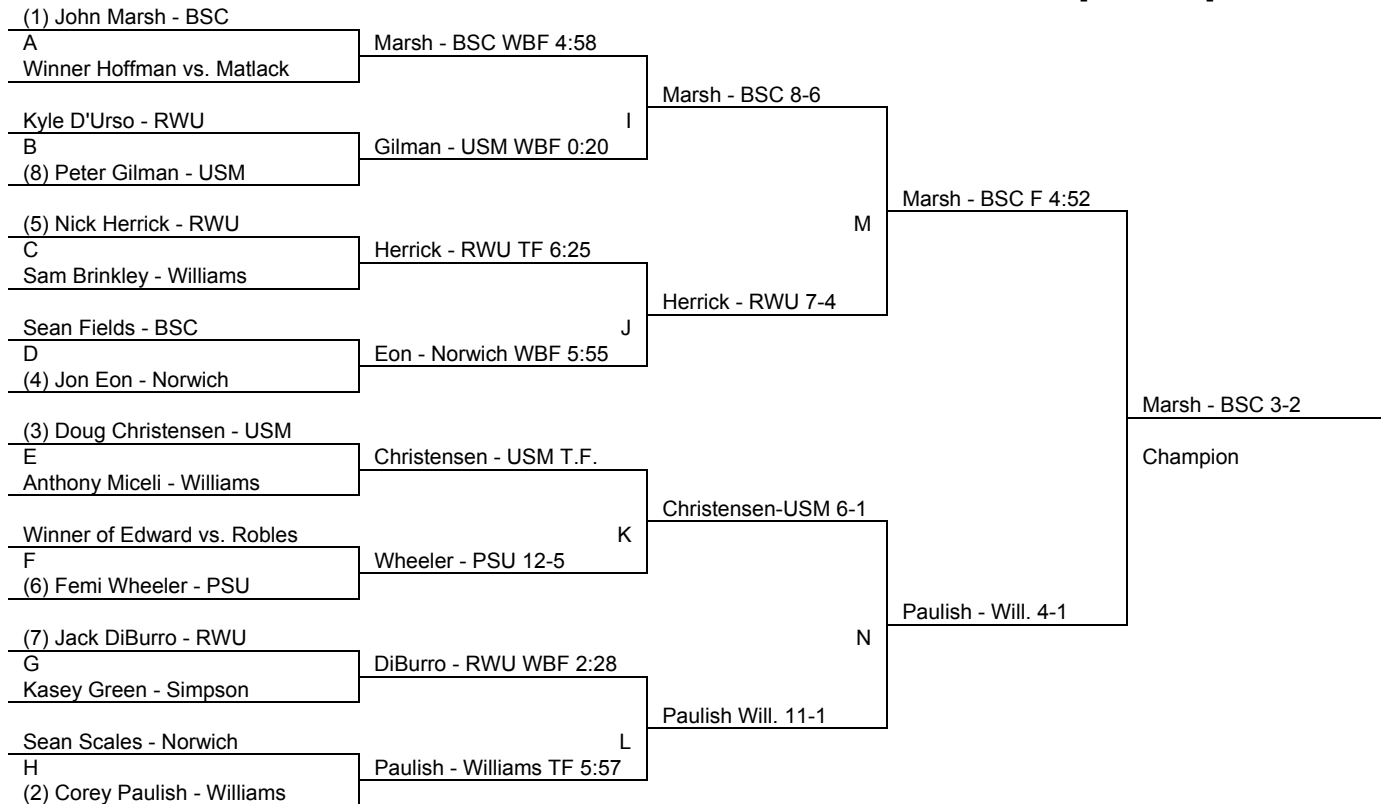 (1) John Marsh - BSC
A
Winner Hoffman vs. Matlack
Kyle D'Urso - RWU
B
(8) Peter Gilman - USM
(5) Nick Herrick - RWU
C
Sam Brinkley - Williams
Sean Fields - BSC
D
(4) Jon Eon - Norwich
(3) Doug Christensen - USM
E
Anthony Miceli - Williams
Winner of Edward vs. Robles
F
(6) Femi Wheeler - PSU
(7) Jack DiBurro - RWU
G
Kasey Green - Simpson
Sean Scales - Norwich
H
(2) Corey Paulish - Williams
Marsh - BSC WBF 4:58
I
Gilman - USM WBF 0:20
Herrick - RWU TF 6:25
J
Eon - Norwich WBF 5:55
Christensen - USM T.F.
K
Wheeler - PSU 12-5
DiBurro - RWU WBF 2:28
L
Paulish - Williams TF 5:57
Marsh - BSC 8-6
M
Herrick - RWU 7-4
Christensen-USM 6-1
N
Paulish Will. 11-1
Marsh - BSC F 4:52
Paulish - Will. 4-1
Marsh - BSC 3-2
Champion